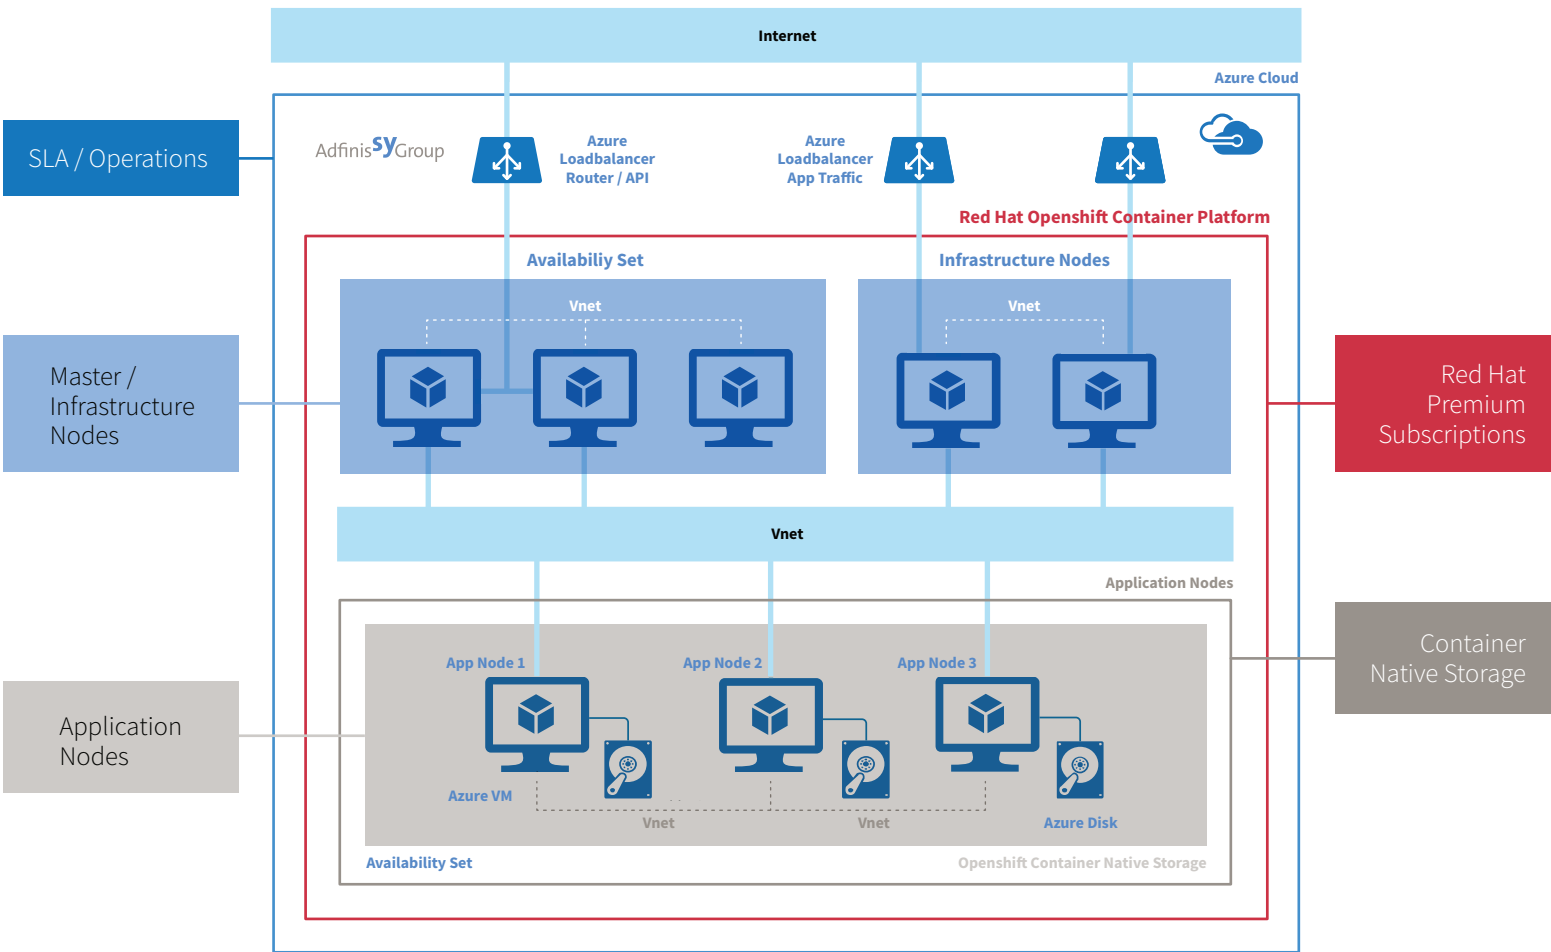 Internet
Azure Cloud
SLA / Operations
AdfinissyGroup
Azure
Loadbalancer
Router / API
Azure
Loadbalancer
App Traffic
Red Hat Openshift Container Platform
Availabiliy Set
Infrastructure Nodes
Vnet
Vnet
Master /
Infrastructure
Nodes
Red Hat
Premium
Subscriptions
Vnet
Application Nodes
Container
Native Storage
App Node 1
App Node 2
App Node 3
Application
Nodes
Azure VM
Vnet
Vnet
Azure Disk
Availability Set
Openshift Container Native Storage